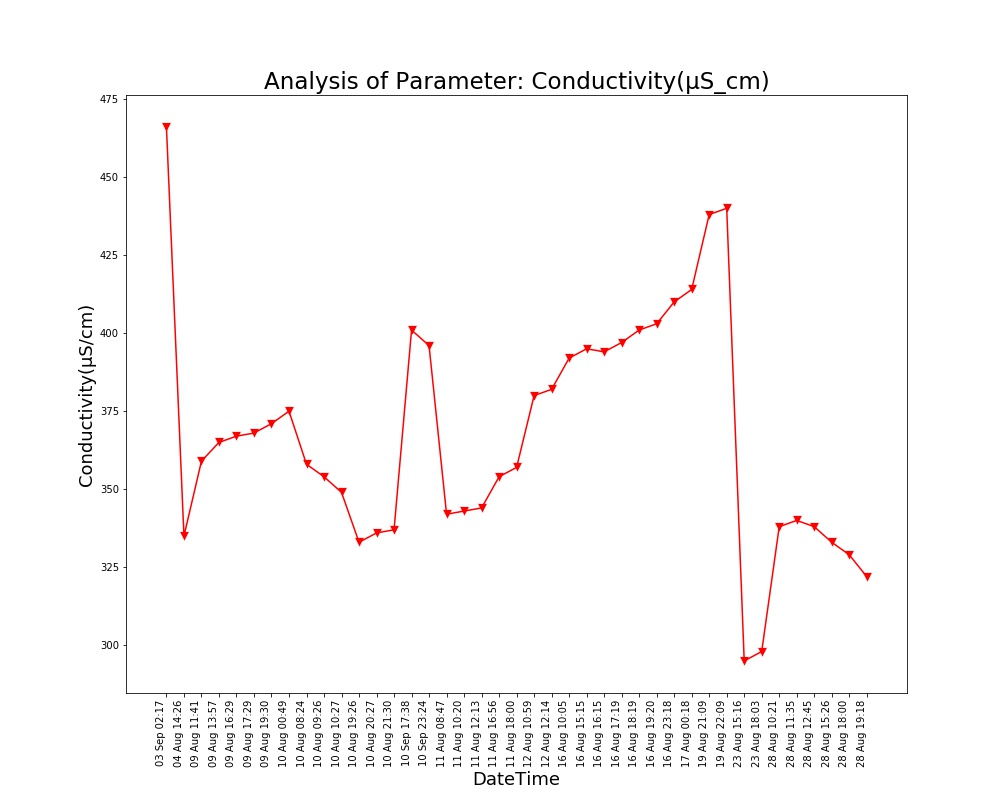 Analysis of Parameter: Conductivity(μS_cm)
Conductivity(μS/cm)
475
450
425
400
375
350
325
300
03 Sep 02:17
04 Aug 14:26
09 Aug 11:41
09 Aug 13:57
09 Aug 16:29
09 Aug 17:29
09 Aug 19:30
10 Aug 00:49
10 Aug 08:24
10 Aug 09:26
10 Aug 10:27
10 Aug 19:26
10 Aug 20:27
10 Aug 21:30
10 Sep 17:38
10 Sep 23:24
11 Aug 08:47
11 Aug 10:20
11 Aug 12:13
11 Aug 16:56
11 Aug 18:00
12 Aug 10:59
12 Aug 12:14
16 Aug 10:05
16 Aug 15:15
16 Aug 16:15
16 Aug 17:19
16 Aug 18:19
16 Aug 19:20
16 Aug 23:18
17 Aug 00:18
19 Aug 21:09
19 Aug 22:09
23 Aug 15:16
23 Aug 18:03
28 Aug 10:21
28 Aug 11:35
28 Aug 12:45
28 Aug 15:26
28 Aug 18:00
28 Aug 19:18
DateTime